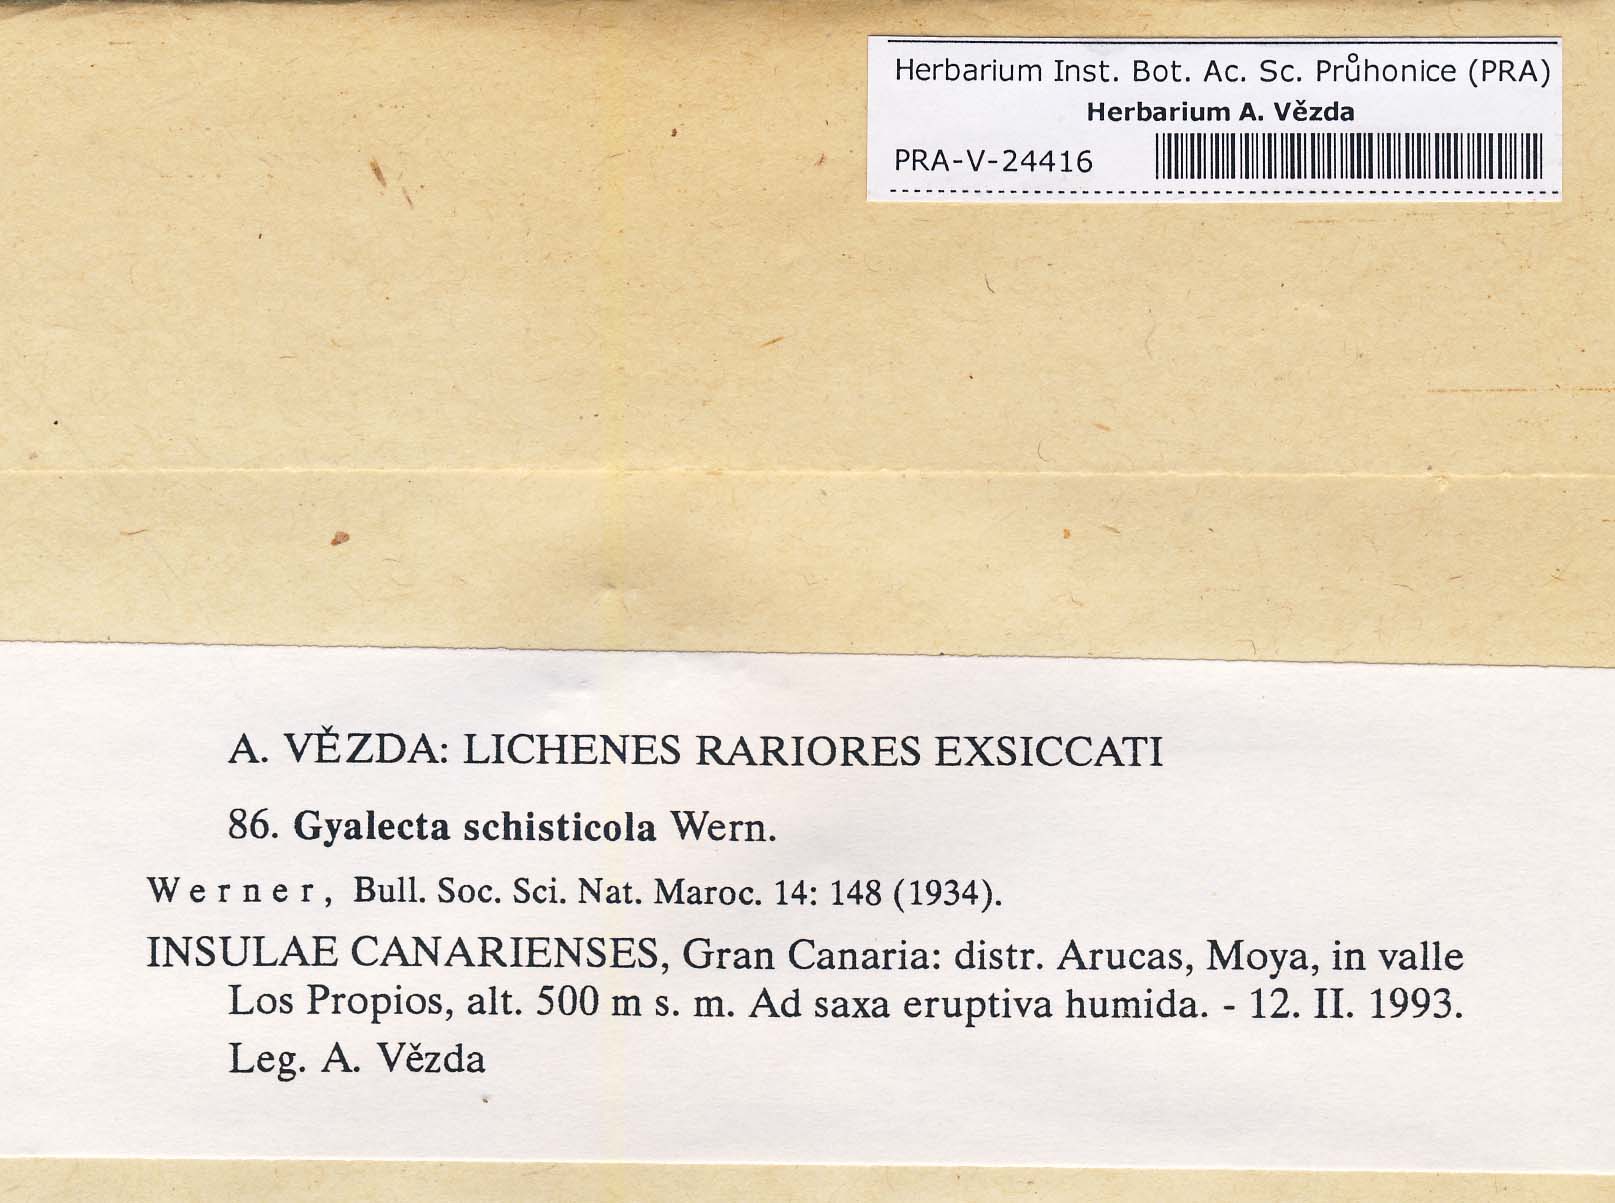 Herbarium Inst. Bot. Ac. Sc. Průhonice (PRA)
Herbarium A. Vězda
PRA-V-24416
A. VĚZDA: LICHENES RARIORES EXSICCATI
86. Gyalecta schisticola Wern.
Werner, Bull. Soc. Sci. Nat. Maroc. 14: 148 (1934).
INSULAE CANARIENSES, Gran Canaria: distr. Arucas, Moya, in valle
Los Propios, alt. 500 m s. m. Ad saxa eruptiva humida. - 12. II. 1993.
Leg. A. Vězda